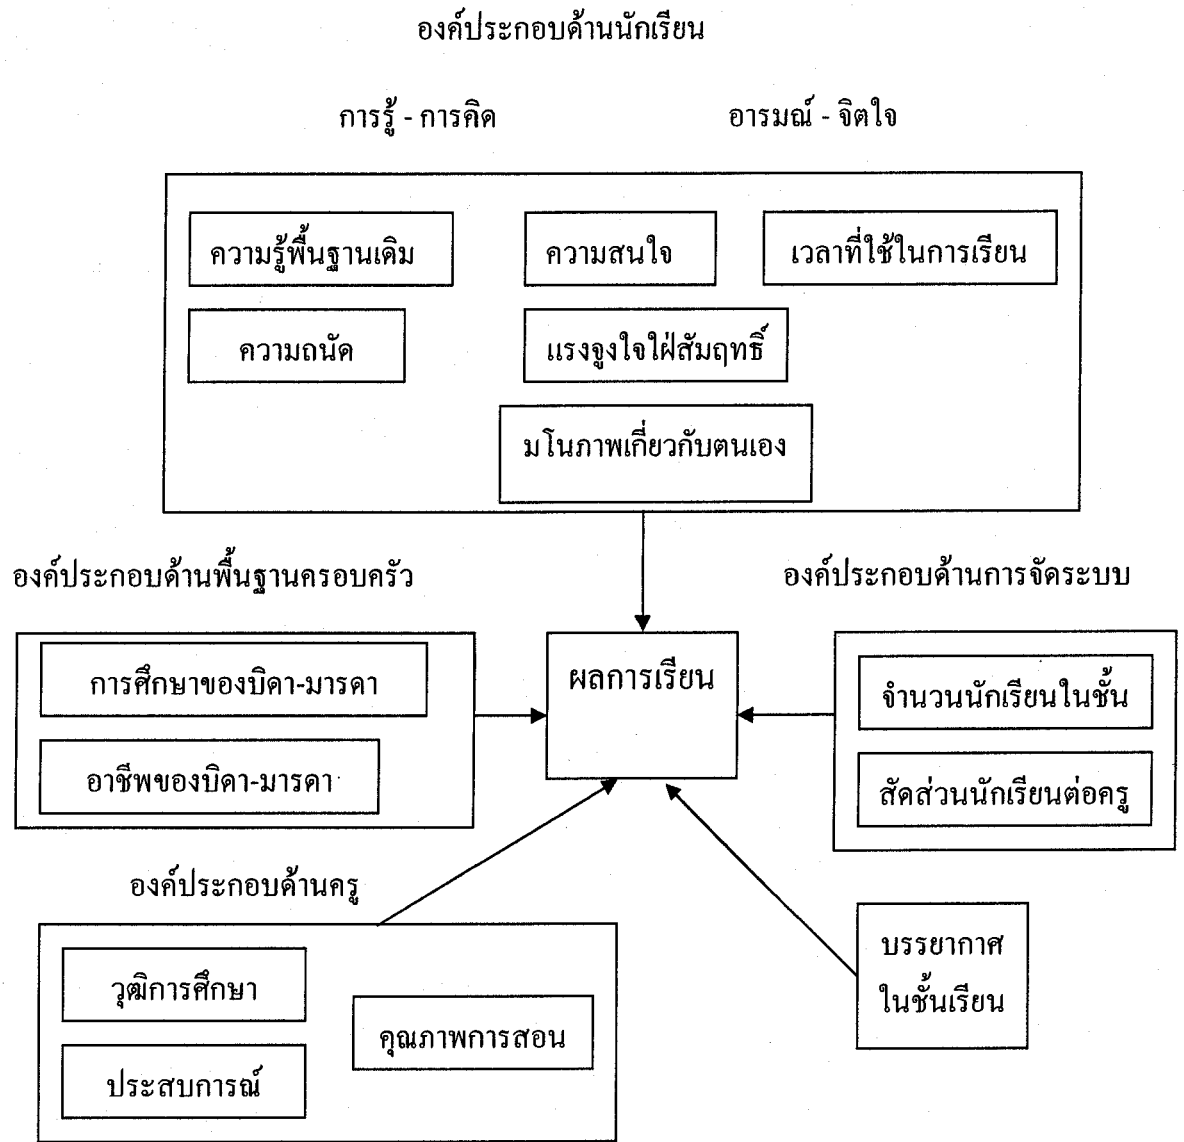 องค์ประกอบด้านนักเรียน
การรู้ - การคิด
อารมณ์ - จิตใจ
ความรู้พื้นฐานเดิม
ความสนใจ
เวลาที่ใช้ในการเรียน
ความถนัด
แรงจูงใจใฝ่สัมฤทธิ์
มโนภาพเกี่ยวกับตนเอง
องค์ประกอบด้านพื้นฐานครอบครัว
องค์ประกอบด้านการจัดระบบ
การศึกษาของบิดา-มารดา
ผลการเรียน
จำนวนนักเรียนในชั้น
อาชีพของบิดา-มารดา
สัดส่วนนักเรียนต่อครู
องค์ประกอบด้านครู
วุฒิการศึกษา
คุณภาพการสอน
ประสบการณ์
บรรยากาศ
ในชั้นเรียน